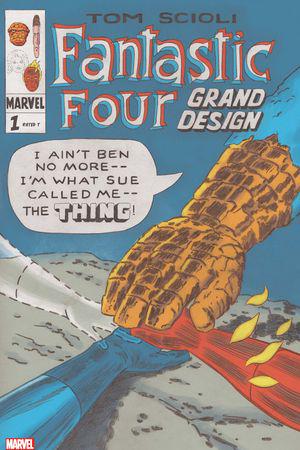 TOM SCIOLI
Fantastic
FOUR
GRAND
DESIGN
MARVEL
1 RATED T
I AIN'T BEN
NO MORE--
I'M WHAT SUE
CALLED ME--
THE THING!
MARVEL